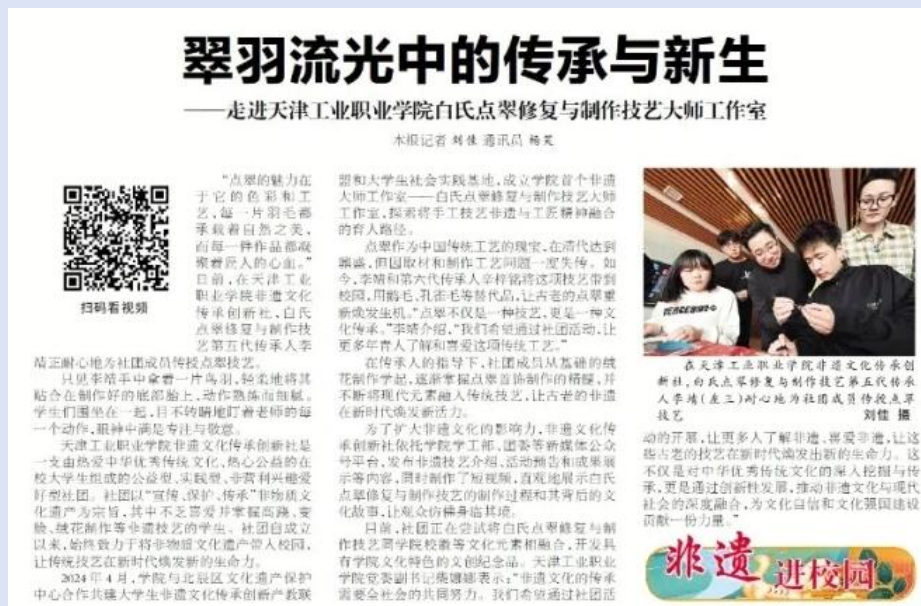 翠羽流光中的传承与新生
——走进天津工业职业学院白氏点翠修复与制作技艺大师工作室
本报记者 刘佳 通讯员 杨昊
扫码看视频
“点翠的魅力在
于它的色彩和工
艺,每一片羽毛都
承载着自然之美,
而每一件作品都凝
聚着匠人的心血。”
日前,在天津工业
职业学院非遗文化传
承创新社,白氏
点翠修复与制作技
艺第五代传承人李
靖正耐心地为社团成员传授点翠技艺。
只见李靖手中拿着一片鸟羽,轻柔地将其
贴合在制作好的底部胎上,动作熟练而细腻。
学生们围坐在一起,目不转睛地盯着老师的每
一个动作,眼神中满是专注与敬意。
天津工业职业学院非遗文化传承创新社是
一支由热爱中华优秀传统文化、热心公益的在
校大学生组成的公益型、实践型、非营利兴趣爱
好型社团。社团以“宣传、保护、传承”非物质文
化遗产为宗旨,其中不乏喜爱并掌握高跷、变
脸、绒花制作等非遗技艺的学生。社团自成立
以来,始终致力于将非物质文化遗产带入校园,
让传统技艺在新时代焕发新的生命力。
2024年4月,学院与北辰区文化遗产保护
中心合作共建大学生非遗文化传承创新产教联
盟和大学生社会实践基地,成立学院首个非遗
大师工作室——白氏点翠修复与制作技艺大师
工作室,探索将手工技艺非遗与工匠精神融合
的育人路径。
点翠作为中国传统工艺的瑰宝,在清代达到
鼎盛,但因取材和制作工艺问题一度失传。如
今,李靖和第六代传承人辛梓铭将这项技艺带到
校园,用鹅毛、孔雀毛等替代品,让古老的点翠重
新焕发生机。“点翠不仅是一种技艺,更是一种文
化传承。”李靖介绍,“我们希望通过社团活动,让
更多年青人了解和喜爱这项传统工艺。”
在传承人的指导下,社团成员从基础的绒
花制作学起,逐渐掌握点翠首饰制作的精髓,并
不断将现代元素融入传统技艺,让古老的非遗
在新时代焕发新活力。
为了扩大非遗文化的影响力,非遗文化传
承创新社依托学院学工部、团委等新媒体公众
号平台,发布非遗技艺介绍、活动预告和成果展
示等内容,同时制作了短视频,直观地展示白氏
点翠修复与制作技艺的制作过程和其背后的文
化故事,让观众仿佛身临其境。
目前,社团正在尝试将白氏点翠修复与制
作技艺同学院校徽等文化元素相融合,开发具
有学院文化特色的文创纪念品。天津工业职业
学院党委副书记柴娜娜表示:“非遗文化的传承
需要全社会的共同努力。我们希望通过社团活
在天津工业职业学院非遗文化传承创
新社,白氏点翠修复与制作技艺第五代传承
人李靖(左三)耐心地为社团成员传授点翠
技艺 刘佳 摄
动的开展,让更多人了解非遗、喜爱非遗,让这
些古老的技艺在新时代焕发出新的生命力。这
不仅是对中华优秀传统文化的深入挖掘与传
承,更是通过创新性发展,推动非遗文化与现代
社会的深度融合,为文化自信和文化强国建设
贡献一份力量。”
非遗进校园